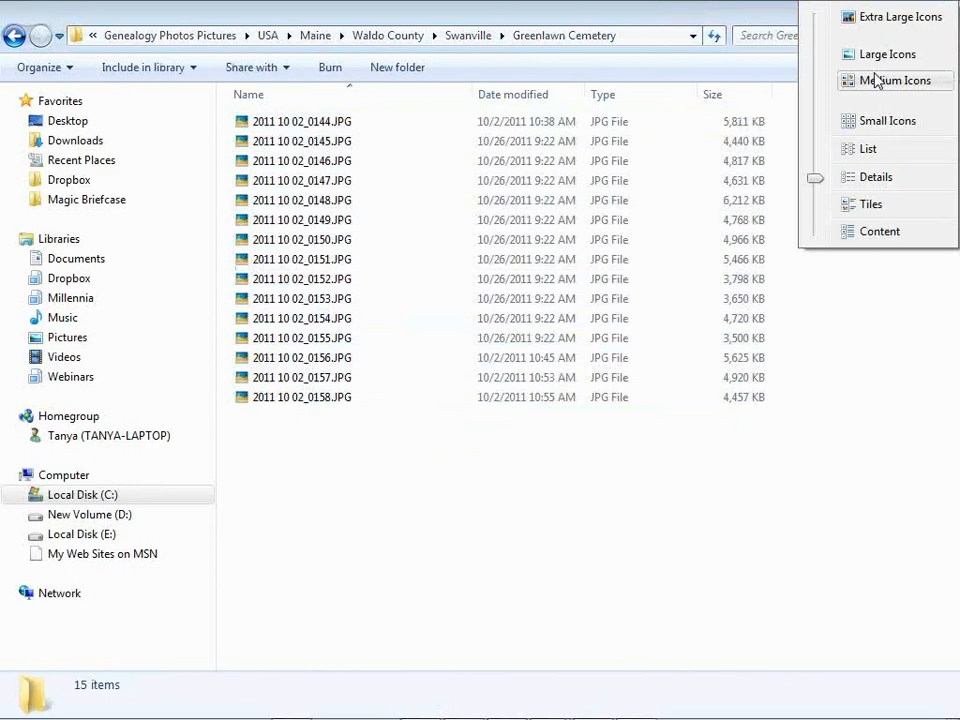 « Genealogy Photos Pictures ▸ USA ▸ Maine ▸ Waldo County ▸ Swanville ▸ Greenlawn Cemetery
Search Gree
Organize Include in library Share with Burn New folder
Extra Large Icons
Large Icons
Medium Icons
Small Icons
List
Details
Tiles
Content
Favorites
Desktop
Downloads
Recent Places
Dropbox
Magic Briefcase
Libraries
Documents
Dropbox
Millennia
Music
Pictures
Videos
Webinars
Homegroup
Tanya (TANYA-LAPTOP)
Computer
Local Disk (C:)
New Volume (D:)
Local Disk (E:)
My Web Sites on MSN
Network
Name Date modified Type Size
2011 10 02_0144.JPG 10/2/2011 10:38 AM JPG File 5,811 KB
2011 10 02_0145.JPG 10/26/2011 9:22 AM JPG File 4,440 KB
2011 10 02_0146.JPG 10/26/2011 9:22 AM JPG File 4,817 KB
2011 10 02_0147.JPG 10/26/2011 9:22 AM JPG File 4,631 KB
2011 10 02_0148.JPG 10/26/2011 9:22 AM JPG File 6,212 KB
2011 10 02_0149.JPG 10/26/2011 9:22 AM JPG File 4,768 KB
2011 10 02_0150.JPG 10/26/2011 9:22 AM JPG File 4,966 KB
2011 10 02_0151.JPG 10/26/2011 9:22 AM JPG File 5,466 KB
2011 10 02_0152.JPG 10/26/2011 9:22 AM JPG File 3,798 KB
2011 10 02_0153.JPG 10/26/2011 9:22 AM JPG File 3,650 KB
2011 10 02_0154.JPG 10/26/2011 9:22 AM JPG File 4,720 KB
2011 10 02_0155.JPG 10/26/2011 9:22 AM JPG File 3,500 KB
2011 10 02_0156.JPG 10/2/2011 10:45 AM JPG File 5,625 KB
2011 10 02_0157.JPG 10/2/2011 10:53 AM JPG File 4,920 KB
2011 10 02_0158.JPG 10/2/2011 10:55 AM JPG File 4,457 KB
15 items